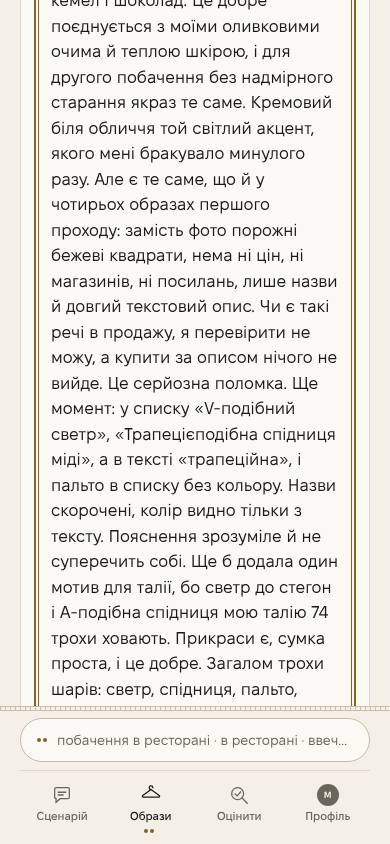 кемел і шоколад. Це добре
поєднується з моїми оливковими
очима й теплою шкірою, і для
другого побачення без надмірного
старання якраз те саме. Кремовий
біля обличчя той світлий акцент,
якого мені бракувало минулого
разу. Але є те саме, що й у
чотирьох образах першого
проходу: замість фото порожні
бежеві квадрати, нема ні цін, ні
магазинів, ні посилань, лише назви
й довгий текстовий опис. Чи є такі
речі в продажу, я перевірити не
можу, а купити за описом нічого не
вийде. Це серйозна поломка. Ще
момент: у списку «V-подібний
светр», «Трапецієподібна спідниця
міді», а в тексті «трапеційна», і
пальто в списку без кольору. Назви
скорочені, колір видно тільки з
тексту. Пояснення зрозуміле й не
суперечить собі. Ще б додала один
мотив для талії, бо светр до стегон
і А-подібна спідниця мою талію 74
трохи ховають. Прикраси є, сумка
проста, і це добре. Загалом трохи
шарів: светр, спідниця, пальто,
побачення в ресторані · в ресторані · ввеч...
Сценарій
Образи
Оцінити
М
Профіль